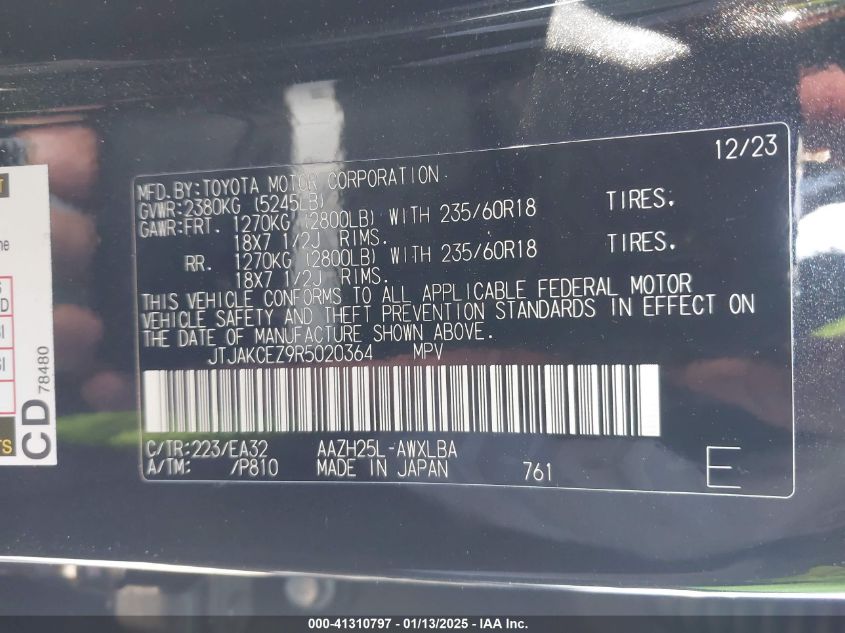 12/23
MFD. BY: TOYOTA MOTOR CORPORATION
GVWR: 2380KG (5245LB)
GAWR: FRT. 1270KG (2800LB) WITH 235/60R18 TIRES.
18X7 1/2J RIMS.
RR. 1270KG (2800LB) WITH 235/60R18 TIRES.
18X7 1/2J RIMS.
THIS VEHICLE CONFORMS TO ALL APPLICABLE FEDERAL MOTOR
VEHICLE SAFETY AND THEFT PREVENTION STANDARDS IN EFFECT ON
THE DATE OF MANUFACTURE SHOWN ABOVE.
JTJAKCEZ9R5020364 MPV
C/TR: 223/EA32 AAZH25L-AWXLBA
A/TM: /P810 MADE IN JAPAN 761
E
CD
78480
000-41310797 - 01/13/2025 - IAA Inc.